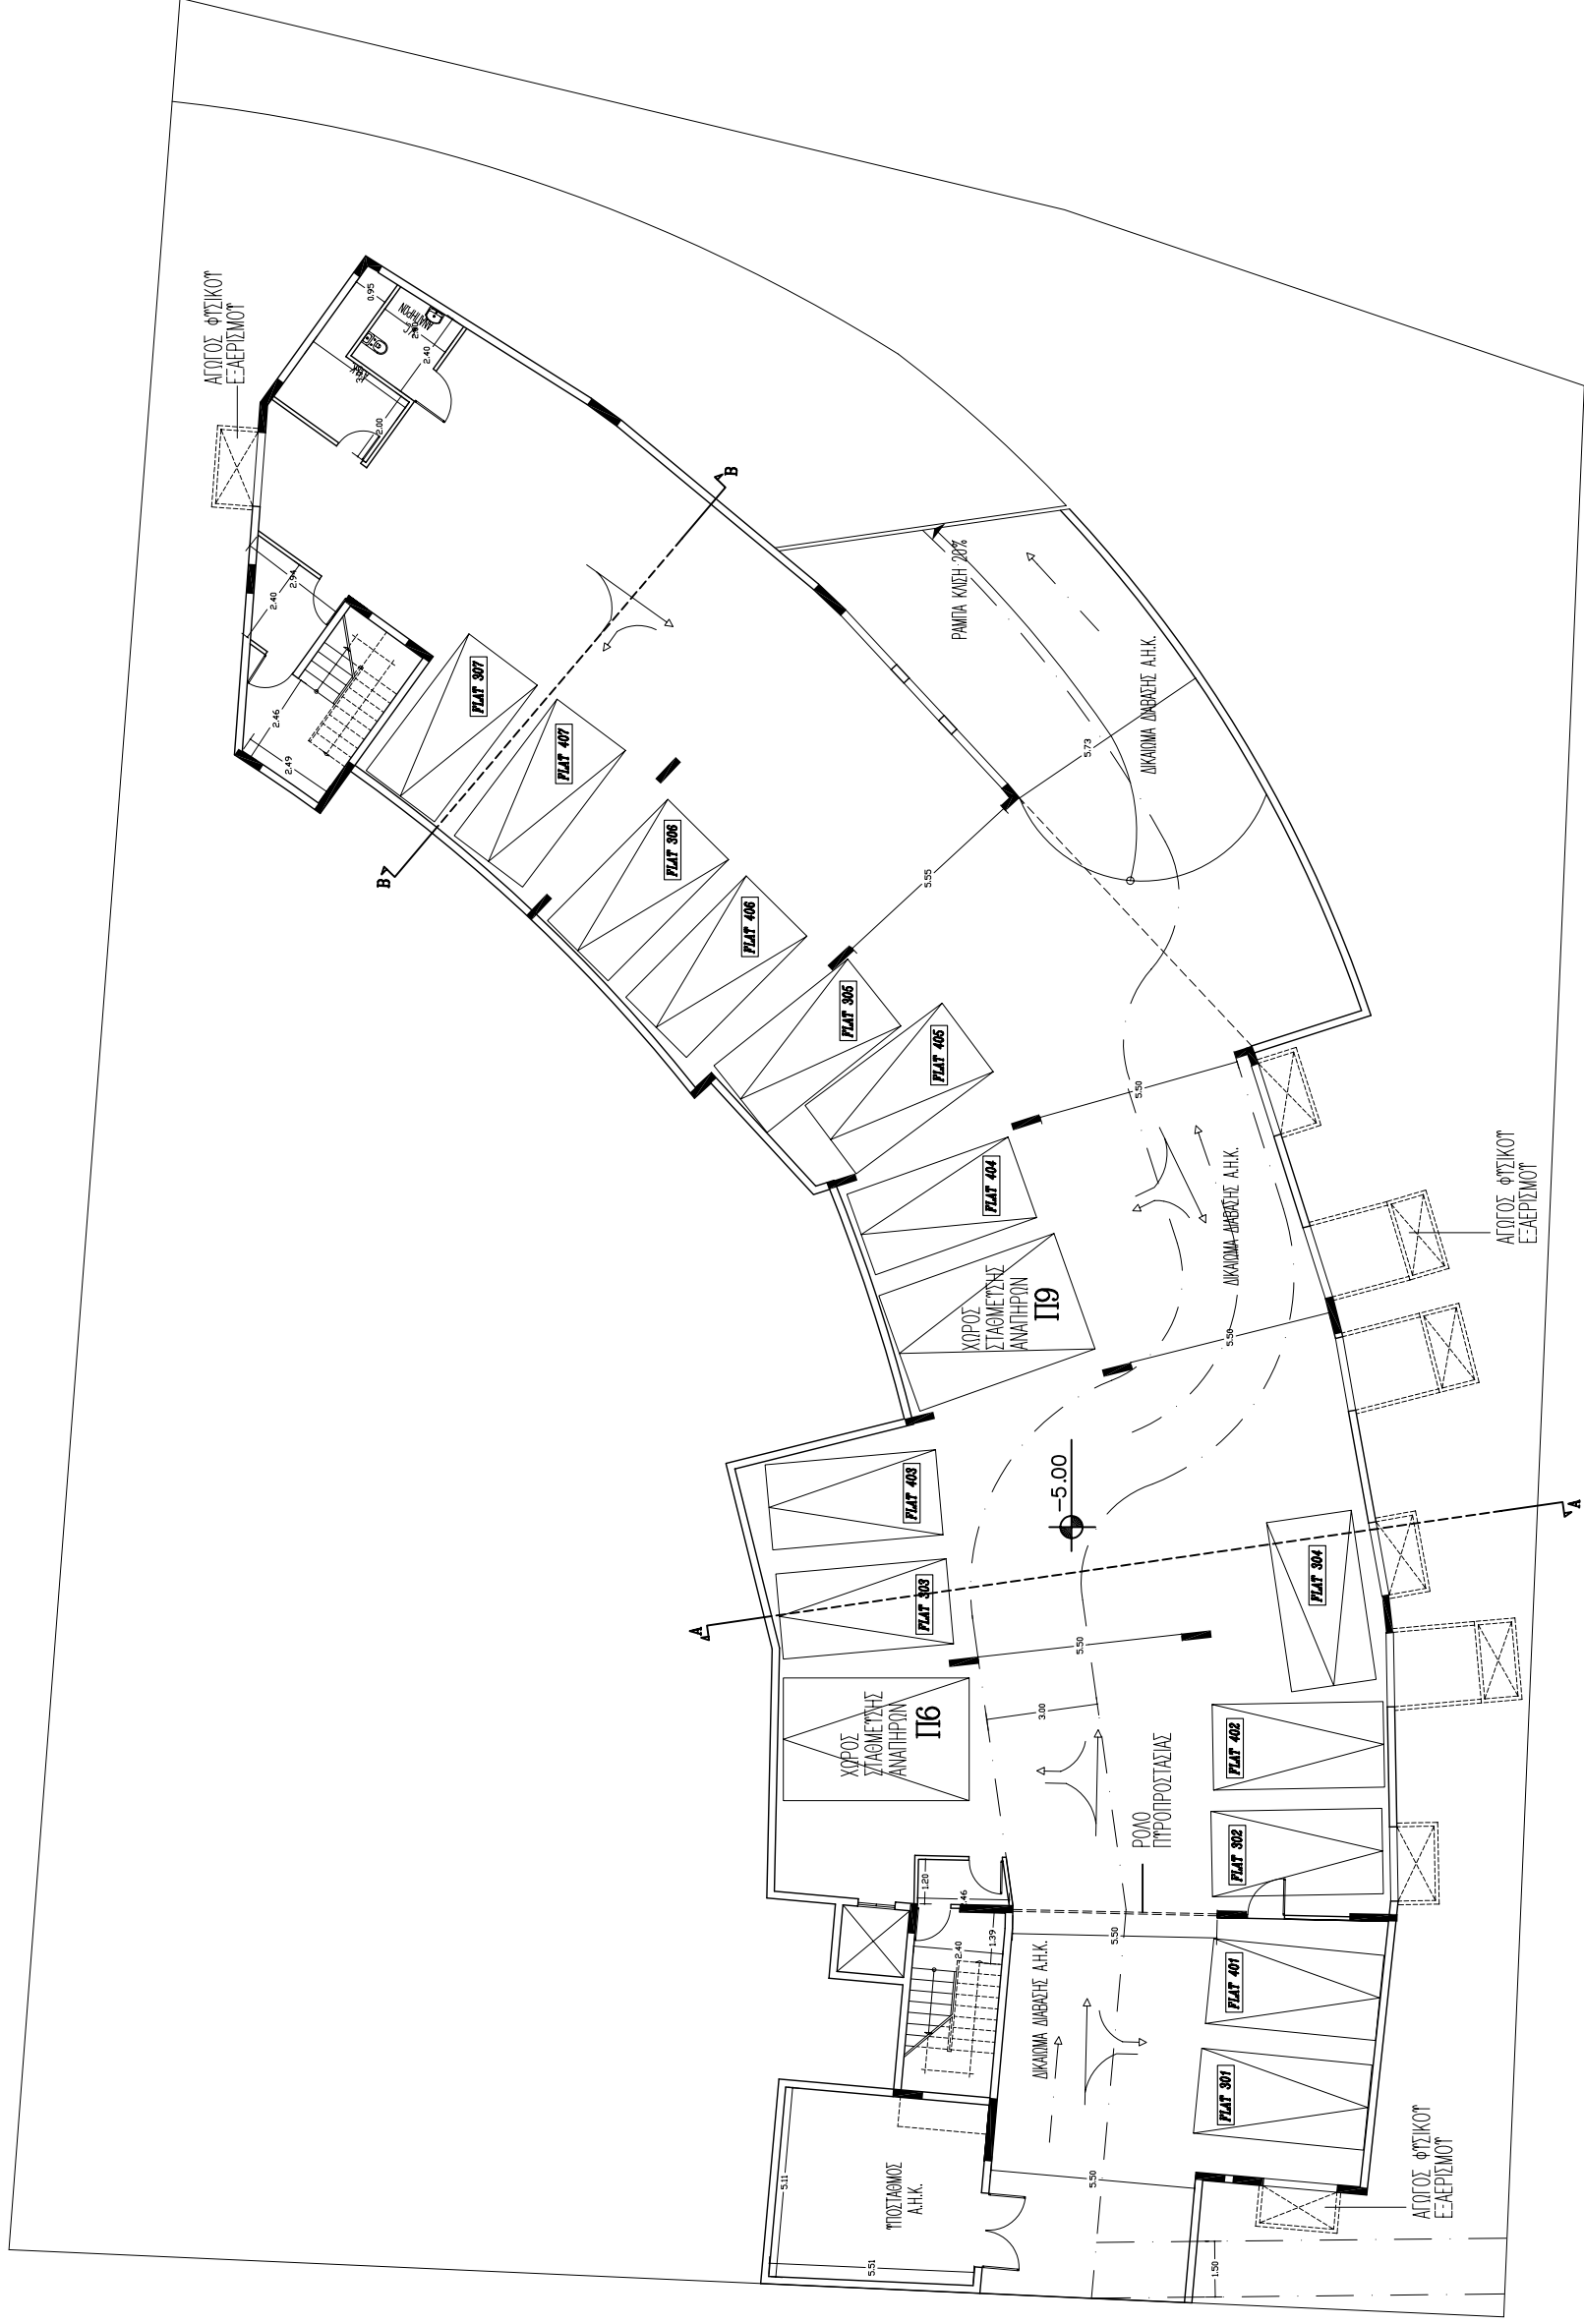 ΑΓΩΓΟΣ ΦΥΣΙΚΟΥ
ΕΞΑΕΡΙΣΜΟΥ
0.95
ΑΝΑΠΗΡΩΝ
2.40
2.00
2.94
2.40
2.46
2.49
B
B
FLAT 307
FLAT 407
FLAT 306
FLAT 406
FLAT 305
FLAT 405
FLAT 404
ΡΑΜΠΑ ΚΛΙΣΗ 20%
ΔΙΚΑΙΩΜΑ ΔΙΑΒΑΣΗΣ Α.Η.Κ.
5.73
5.55
5.50
ΧΩΡΟΣ
ΣΤΑΘΜΕΥΣΗΣ
ΑΝΑΠΗΡΩΝ
Π9
ΔΙΚΑΙΩΜΑ ΔΙΑΒΑΣΗΣ Α.Η.Κ.
5.50
ΑΓΩΓΟΣ ΦΥΣΙΚΟΥ
ΕΞΑΕΡΙΣΜΟΥ
FLAT 403
-5.00
A
A
FLAT 303
FLAT 304
5.50
3.00
ΧΩΡΟΣ
ΣΤΑΘΜΕΥΣΗΣ
ΑΝΑΠΗΡΩΝ
Π6
FLAT 402
ΡΟΛΟ
ΠΥΡΟΠΡΟΣΤΑΣΙΑΣ
FLAT 302
1.20
2.40
1.39
5.50
ΔΙΚΑΙΩΜΑ ΔΙΑΒΑΣΗΣ Α.Η.Κ.
FLAT 401
FLAT 301
5.11
ΥΠΟΣΤΑΘΜΟΣ
Α.Η.Κ.
5.51
5.50
1.50
ΑΓΩΓΟΣ ΦΥΣΙΚΟΥ
ΕΞΑΕΡΙΣΜΟΥ